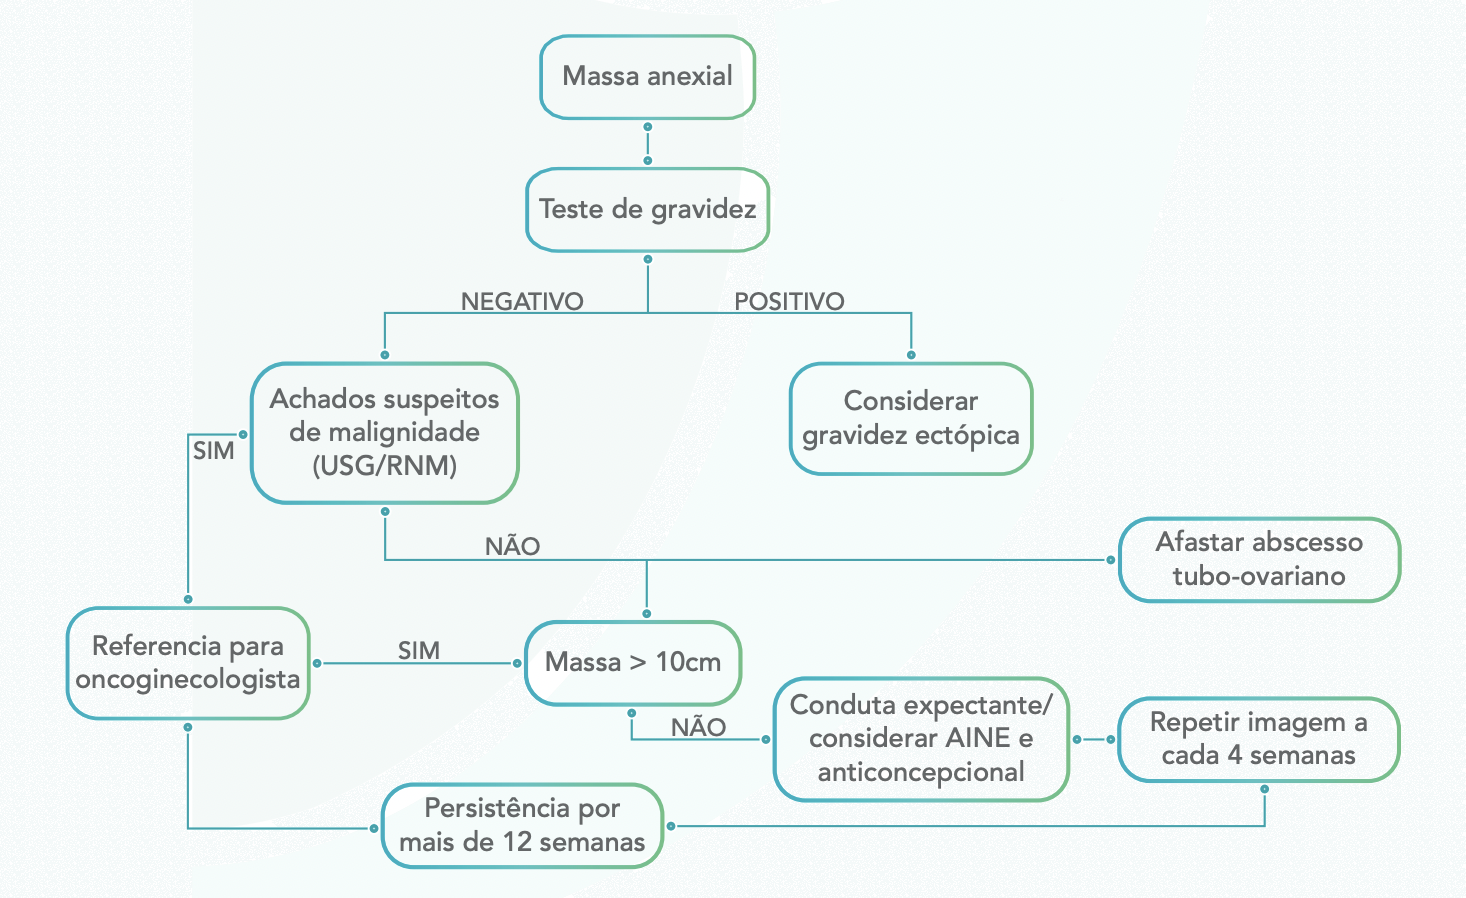 Massa anexial
Teste de gravidez
NEGATIVO
POSITIVO
Achados suspeitos
de malignidade
(USG/RNM)
Considerar
gravidez ectópica
SIM
NÃO
Afastar abscesso
tubo-ovariano
Referencia para
oncoginecologista
SIM
Massa > 10cm
NÃO
Conduta expectante/
considerar AINE e
anticoncepcional
Repetir imagem a
cada 4 semanas
Persistência por
mais de 12 semanas